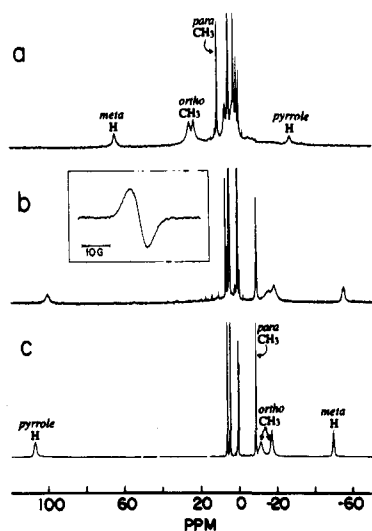 a
para
CH3
meta
H
ortho
CH3
pyrrole
H
b
10 G
c
para
CH3
pyrrole
H
ortho
CH3
meta
H
100 60 20 0 -20 -60
PPM